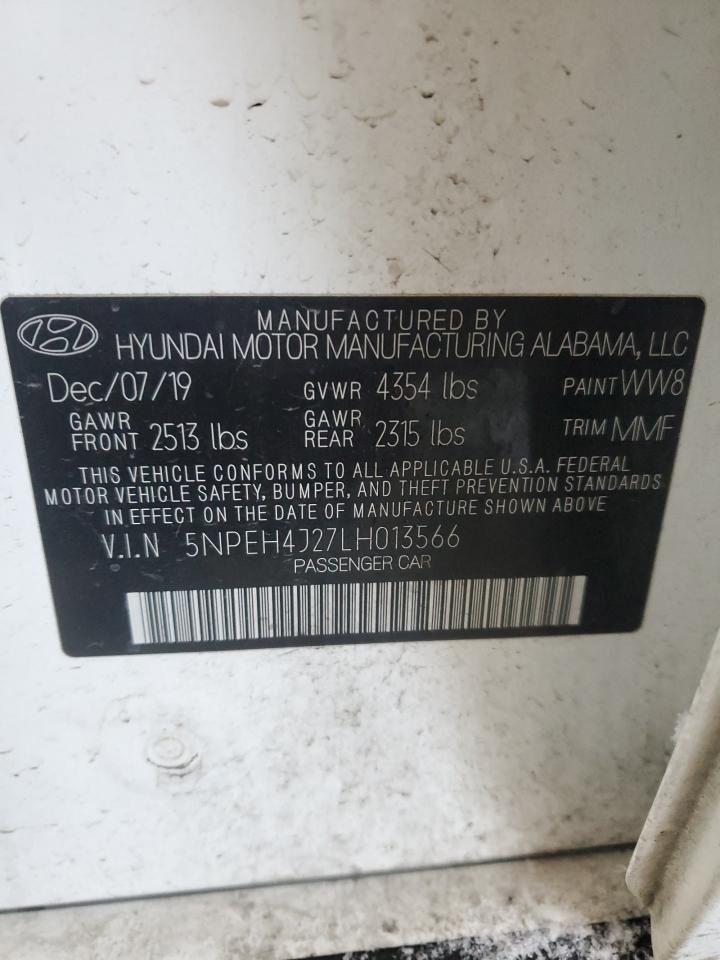 MANUFACTURED BY
HYUNDAI MOTOR MANUFACTURING ALABAMA, LLC
Dec/07/19 GVWR 4354 lbs PAINT WW8
GAWR FRONT 2513 lbs GAWR REAR 2315 lbs TRIM MMF
THIS VEHICLE CONFORMS TO ALL APPLICABLE U.S.A. FEDERAL
MOTOR VEHICLE SAFETY, BUMPER, AND THEFT PREVENTION STANDARDS
IN EFFECT ON THE DATE OF MANUFACTURE SHOWN ABOVE
V.I.N 5NPEH4J27LH013566
PASSENGER CAR